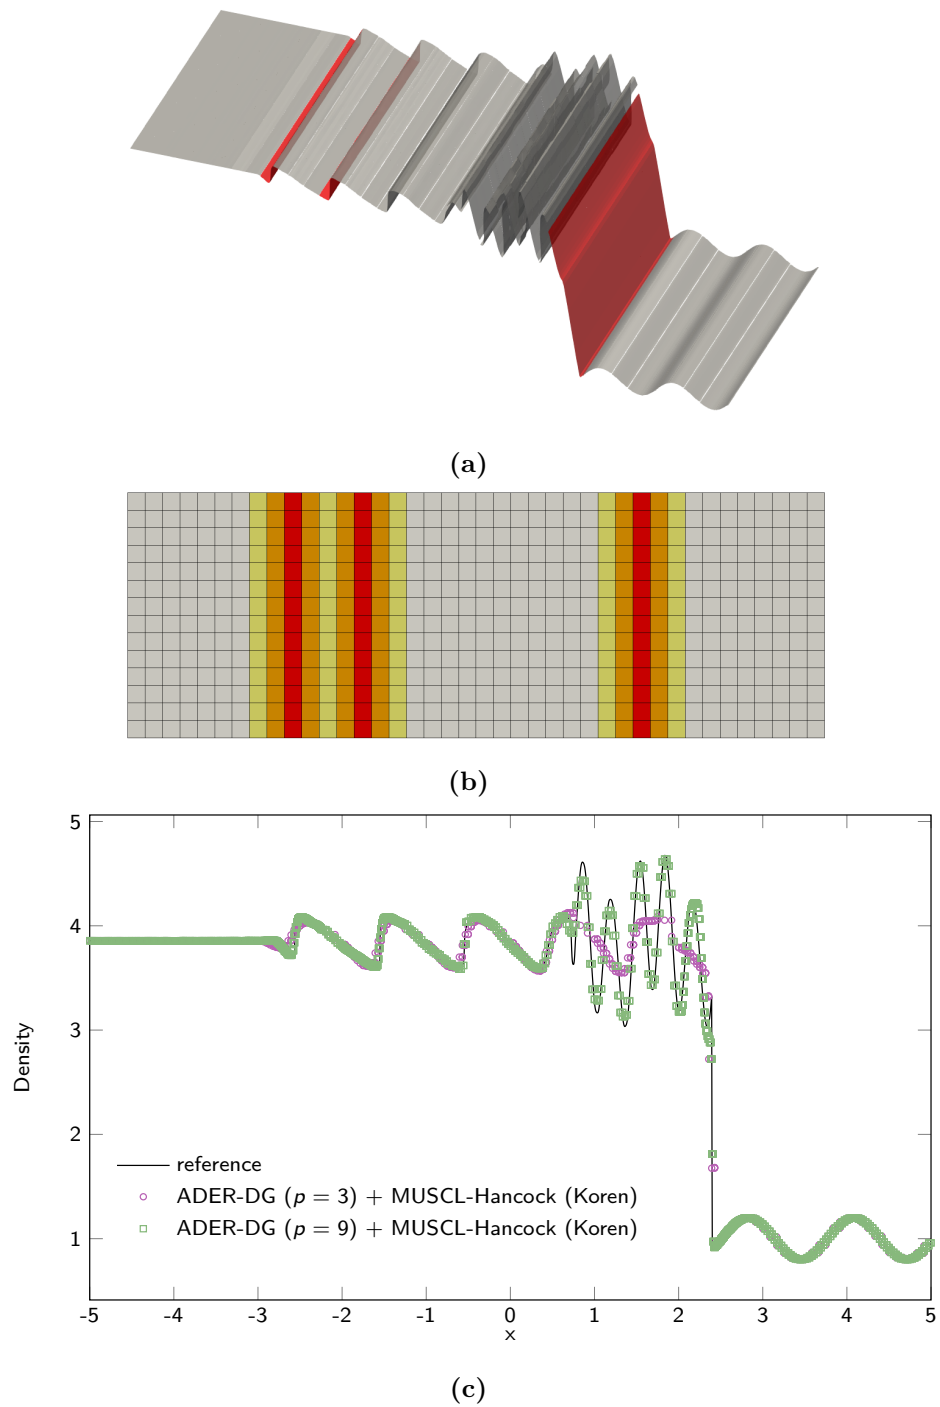 (a)
(b)
5
4
3
2
1
Density
reference
ADER-DG (p = 3) + MUSCL-Hancock (Koren)
ADER-DG (p = 9) + MUSCL-Hancock (Koren)
-5 -4 -3 -2 -1 0 1 2 3 4 5
x
(c)